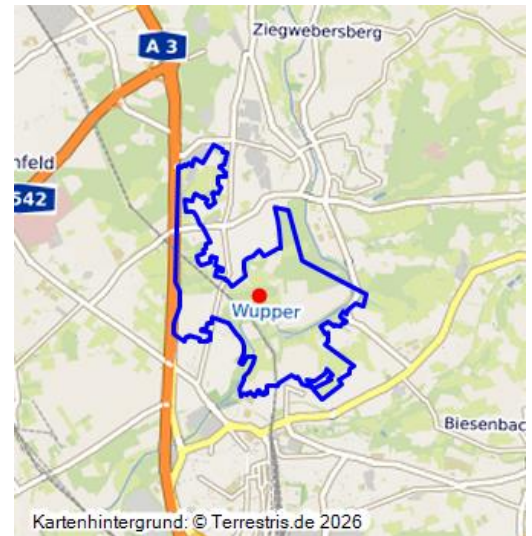 Ziegwebersberg
A 3
nfeld
542
Wupper
Biesenbac
Kartenhintergrund: © Terrestris.de 2026